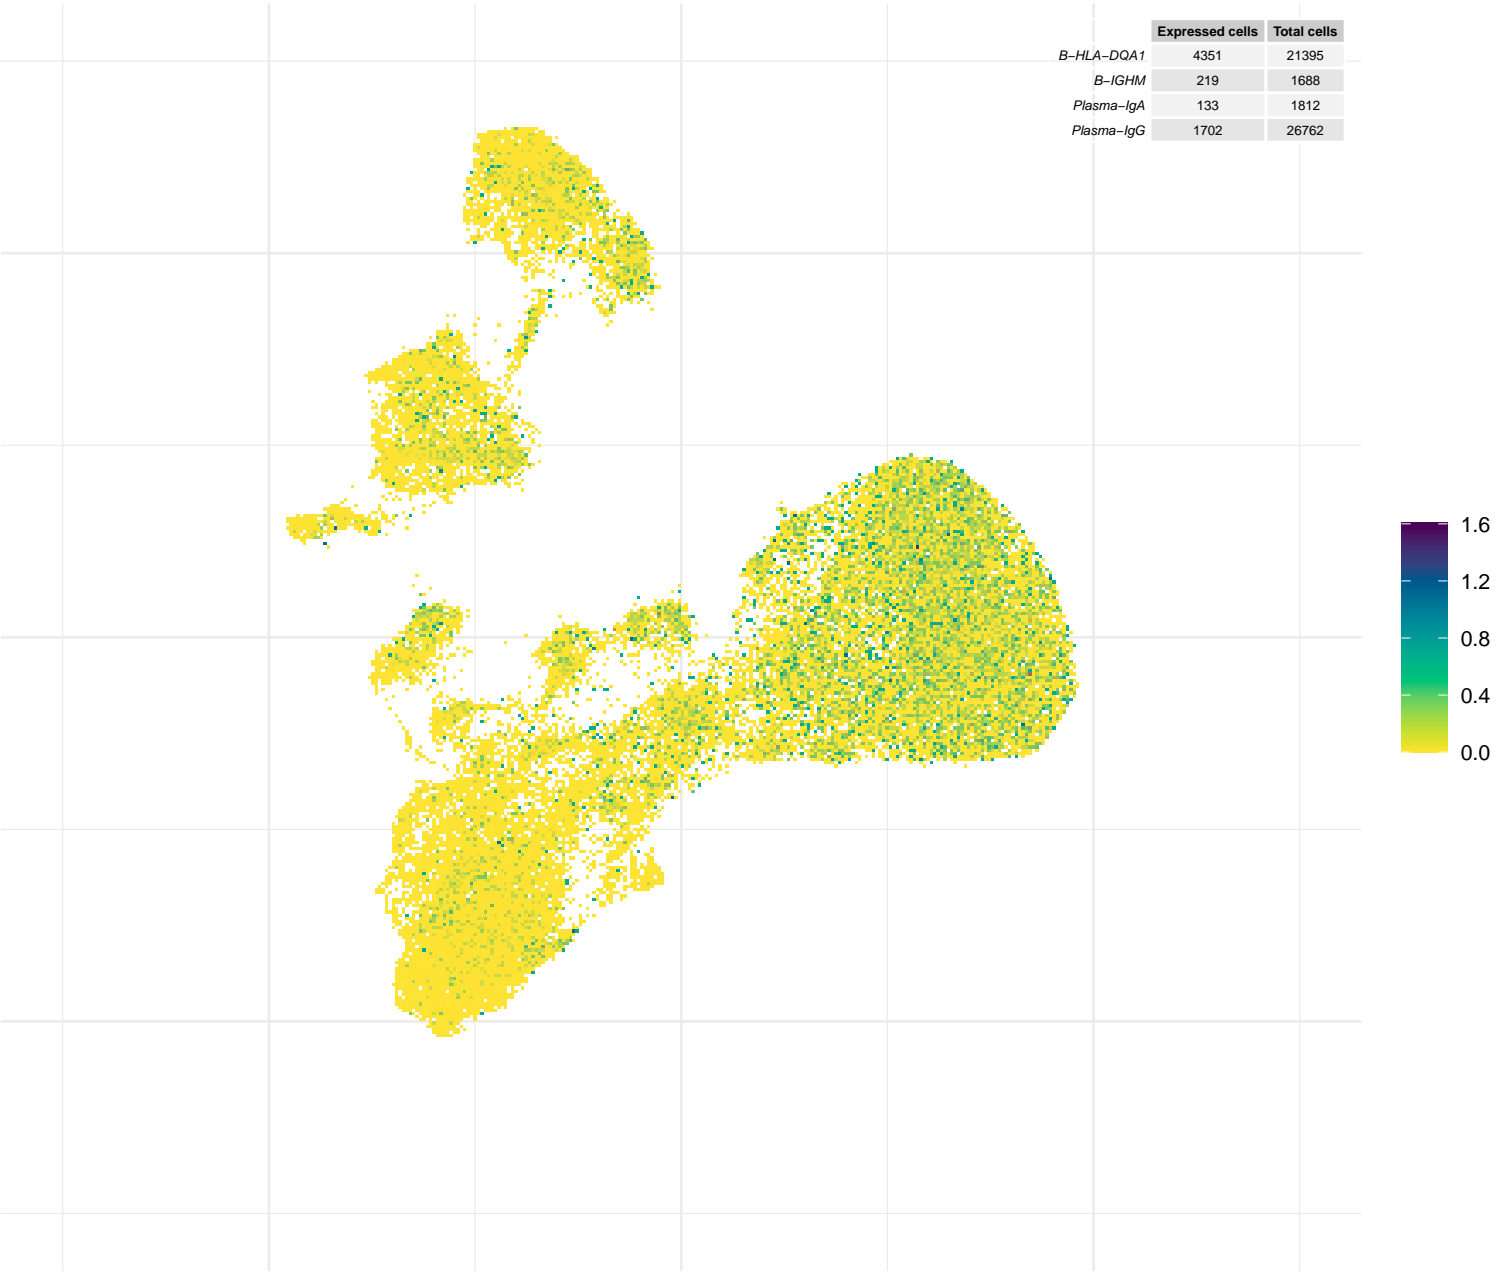 Expressed cells Total cells
B−HLA−DQA1 4351 21395
B−IGHM 219 1688
Plasma−IgA 133 1812
Plasma−IgG 1702 26762
1.6
1.2
0.8
0.4
0.0